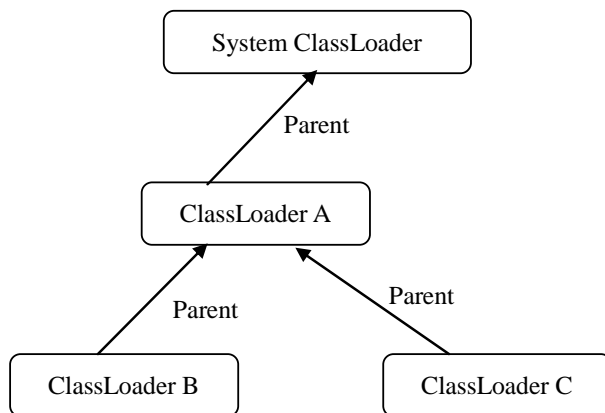 System ClassLoader
Parent
ClassLoader A
Parent
Parent
ClassLoader B
ClassLoader C